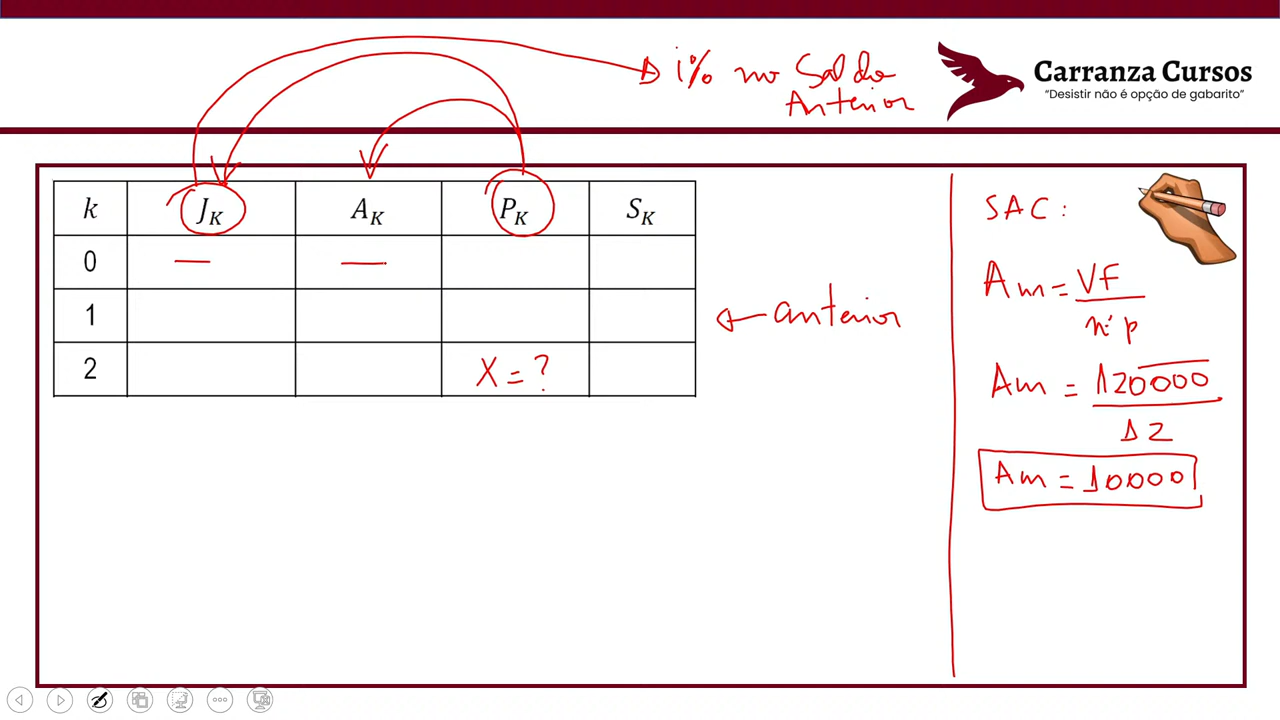 i% no Saldo
Anterior
Carranza Cursos
“Desistir não é opção de gabarito”
k J_K A_K P_K S_K
0 — —
1
← anterior
2 X = ?
SAC:
Am = VF / nº p
Am = 120000 / 12
Am = 10000